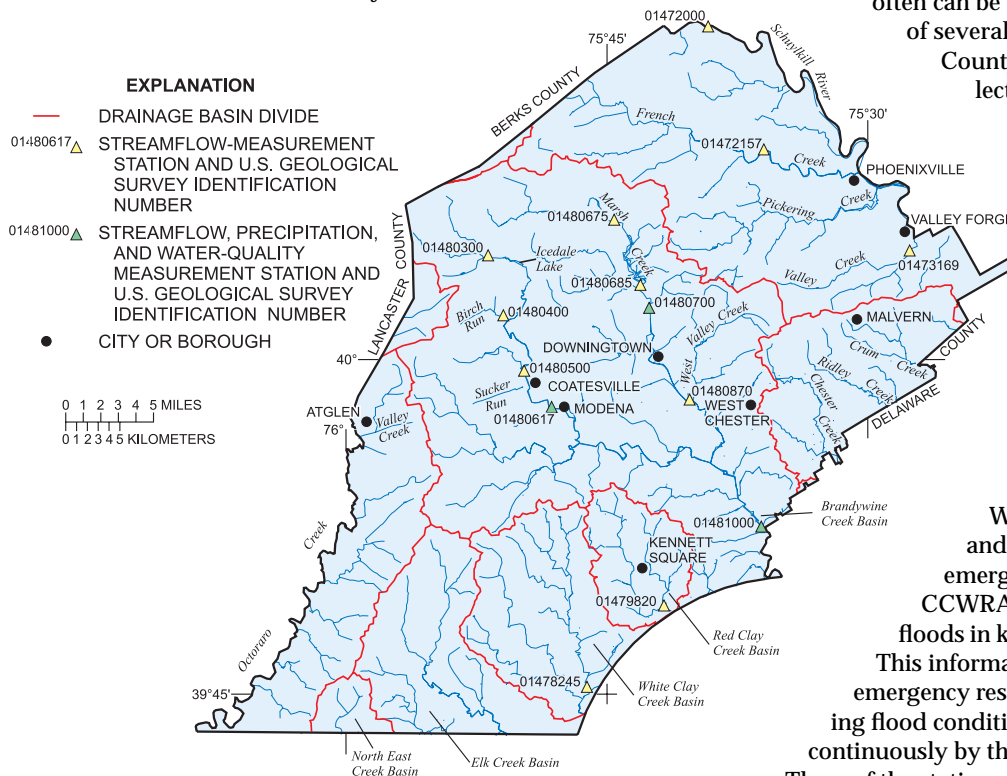 often can be
of several
Count
lect
EXPLANATION
DRAINAGE BASIN DIVIDE
01480617
STREAMFLOW-MEASUREMENT
STATION AND U.S. GEOLOGICAL
SURVEY IDENTIFICATION
NUMBER
01481000
STREAMFLOW, PRECIPITATION,
AND WATER-QUALITY
MEASUREMENT STATION AND
U.S. GEOLOGICAL SURVEY
IDENTIFICATION NUMBER
CITY OR BOROUGH
0 1 2 3 4 5 MILES
0 1 2 3 4 5 KILOMETERS
01472000
75°45'
Schuylkill
River
BERKS COUNTY
French
Creek
75°30'
01472157
PHOENIXVILLE
Pickering
Creek
VALLEY FORGE
01473169
Valley
Creek
LANCASTER COUNTY
01480675
Marsh
Creek
01480300
Icedale
Lake
01480685
01480700
Birch
Run
01480400
Valley Creek
West
MALVERN
Crum
Creek
Ridley
Creek
Chester
Creek
DELAWARE
COUNTY
40°
DOWNINGTOWN
01480500
COATESVILLE
Sucker
Run
01480617
MODENA
01480870
WEST
CHESTER
ATGLEN
Valley
Creek
76°
Brandywine
Creek Basin
01481000
KENNETT
SQUARE
01479820
Red Clay
Creek Basin
Octoraro
Creek
39°45'
01478245
White Clay
Creek Basin
North East
Creek Basin
Elk Creek Basin
W
and
emerg
CCWRA
floods in k
This informa
emergency res
ing flood conditi
continuously by th